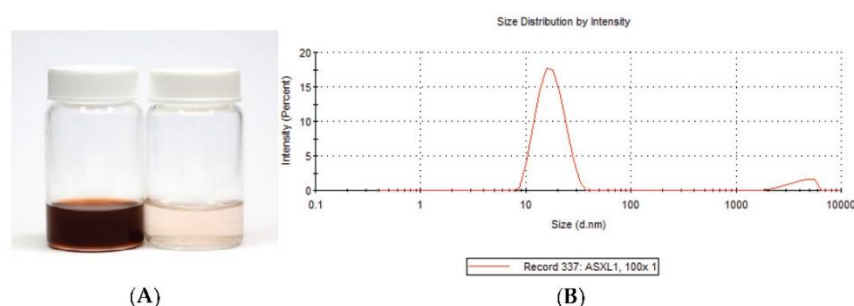 Size Distribution by Intensity
20
15
10
5
0
Intensity (Percent)
0.1 1 10 100 1000 10000
Size (d.nm)
Record 337: ASXL1, 100x 1
(A) (B)